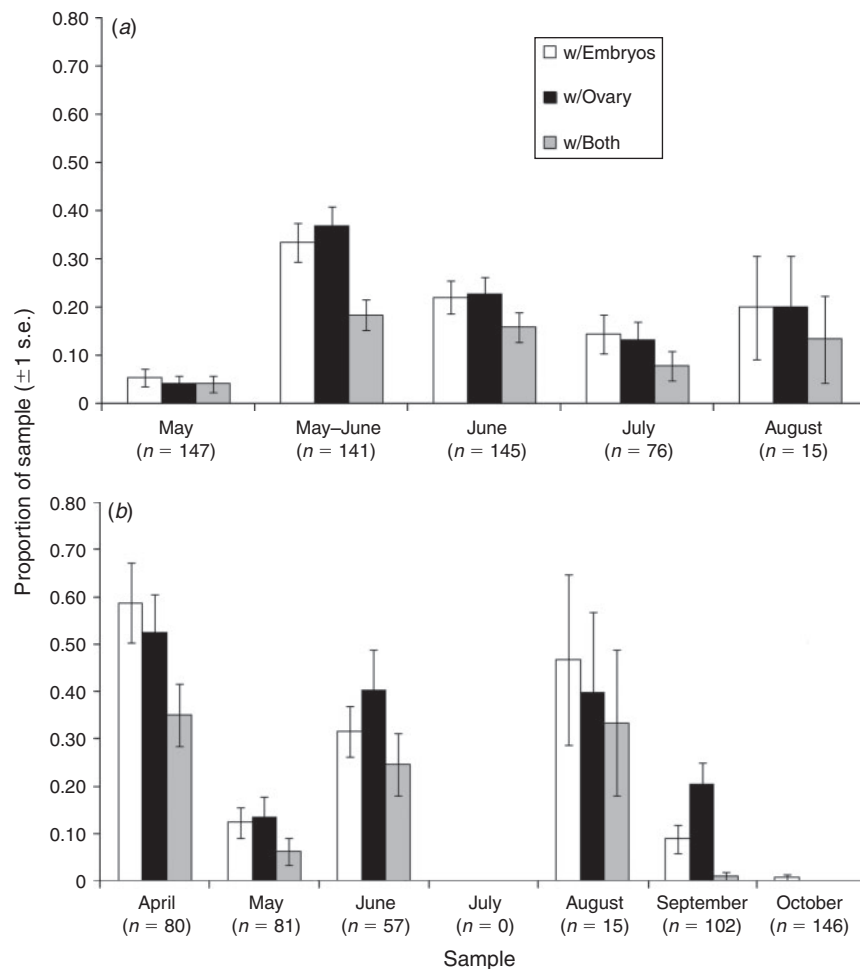 (a)
0.80
0.70
0.60
0.50
0.40
0.30
0.20
0.10
0
w/Embryos
w/Ovary
w/Both
May May–June June July August
(n = 147) (n = 141) (n = 145) (n = 76) (n = 15)
Proportion of sample (±1 s.e.)
(b)
0.80
0.70
0.60
0.50
0.40
0.30
0.20
0.10
0
April May June July August September October
(n = 80) (n = 81) (n = 57) (n = 0) (n = 15) (n = 102) (n = 146)
Sample